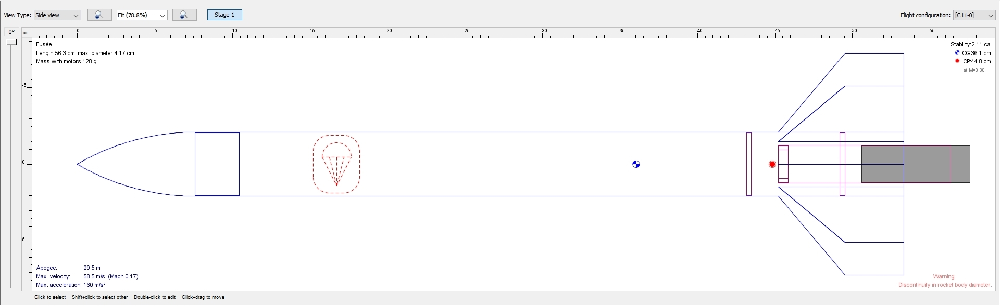 View Type: Side view Fit (78.8%) Stage 1 Flight configuration: [C11-0]
0° cm 0 5 10 15 20 25 30 35 40 45 50 55
Fusée
Length 56.3 cm, max. diameter 4.17 cm
Mass with motors 128 g
Stability:2.11 cal
CG:36.1 cm
CP:44.8 cm
at M=0.30
-5
0
5
Apogee: 29.5 m
Max. velocity: 58.5 m/s (Mach 0.17)
Max. acceleration: 160 m/s²
Warning:
Discontinuity in rocket body diameter.
Click to select Shift+click to select other Double-click to edit Click+drag to move